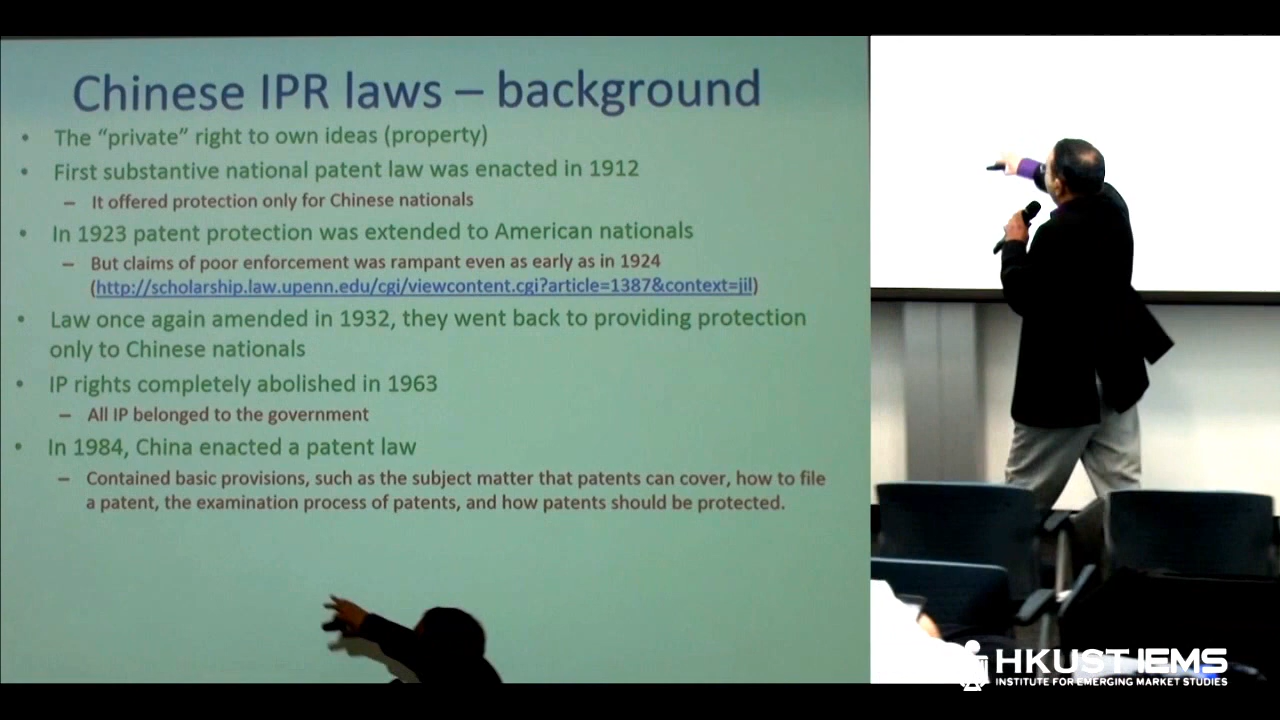 Chinese IPR laws – background
• The “private” right to own ideas (property)
• First substantive national patent law was enacted in 1912
– It offered protection only for Chinese nationals
• In 1923 patent protection was extended to American nationals
– But claims of poor enforcement was rampant even as early as in 1924
(http://scholarship.law.upenn.edu/cgi/viewcontent.cgi?article=1387&context=jil)
• Law once again amended in 1932, they went back to providing protection
only to Chinese nationals
• IP rights completely abolished in 1963
– All IP belonged to the government
• In 1984, China enacted a patent law
– Contained basic provisions, such as the subject matter that patents can cover, how to file
a patent, the examination process of patents, and how patents should be protected.
HKUST IEMS
INSTITUTE FOR EMERGING MARKET STUDIES